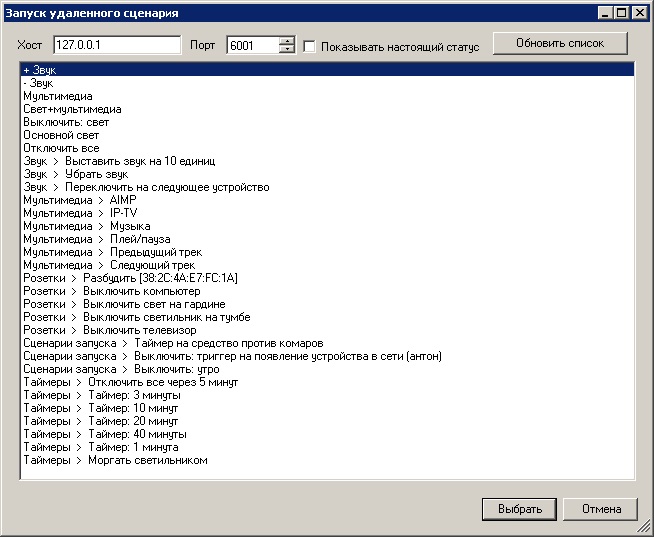 Запуск удаленного сценария
Хост 127.0.0.1 Порт 6001 Показывать настоящий статус Обновить список
+ Звук
- Звук
Мультимедиа
Свет+мультимедиа
Выключить: свет
Основной свет
Отключить все
Звук > Выставить звук на 10 единиц
Звук > Убрать звук
Звук > Переключить на следующее устройство
Мультимедиа > AIMP
Мультимедиа > IP-TV
Мультимедиа > Музыка
Мультимедиа > Плей/пауза
Мультимедиа > Предыдущий трек
Мультимедиа > Следующий трек
Розетки > Разбудить [38:2C:4A:E7:FC:1A]
Розетки > Выключить компьютер
Розетки > Выключить свет на гардине
Розетки > Выключить светильник на тумбе
Розетки > Выключить телевизор
Сценарии запуска > Таймер на средство против комаров
Сценарии запуска > Выключить: триггер на появление устройства в сети (антон)
Сценарии запуска > Выключить: утро
Таймеры > Отключить все через 5 минут
Таймеры > Таймер: 3 минуты
Таймеры > Таймер: 10 минут
Таймеры > Таймер: 20 минут
Таймеры > Таймер: 40 минуты
Таймеры > Таймер: 1 минута
Таймеры > Моргать светильником
Выбрать Отмена